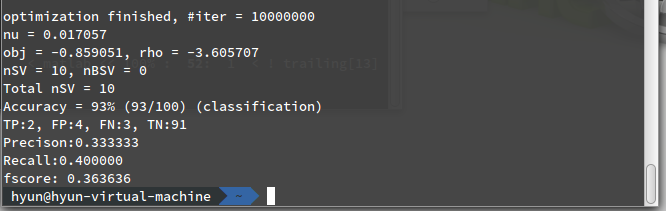 optimization finished, #iter = 10000000
nu = 0.017057
obj = -0.859051, rho = -3.605707
nSV = 10, nBSV = 0
Total nSV = 10
Accuracy = 93% (93/100) (classification)
TP:2, FP:4, FN:3, TN:91
Precison:0.333333
Recall:0.400000
fscore: 0.363636
hyun@hyun-virtual-machine ~